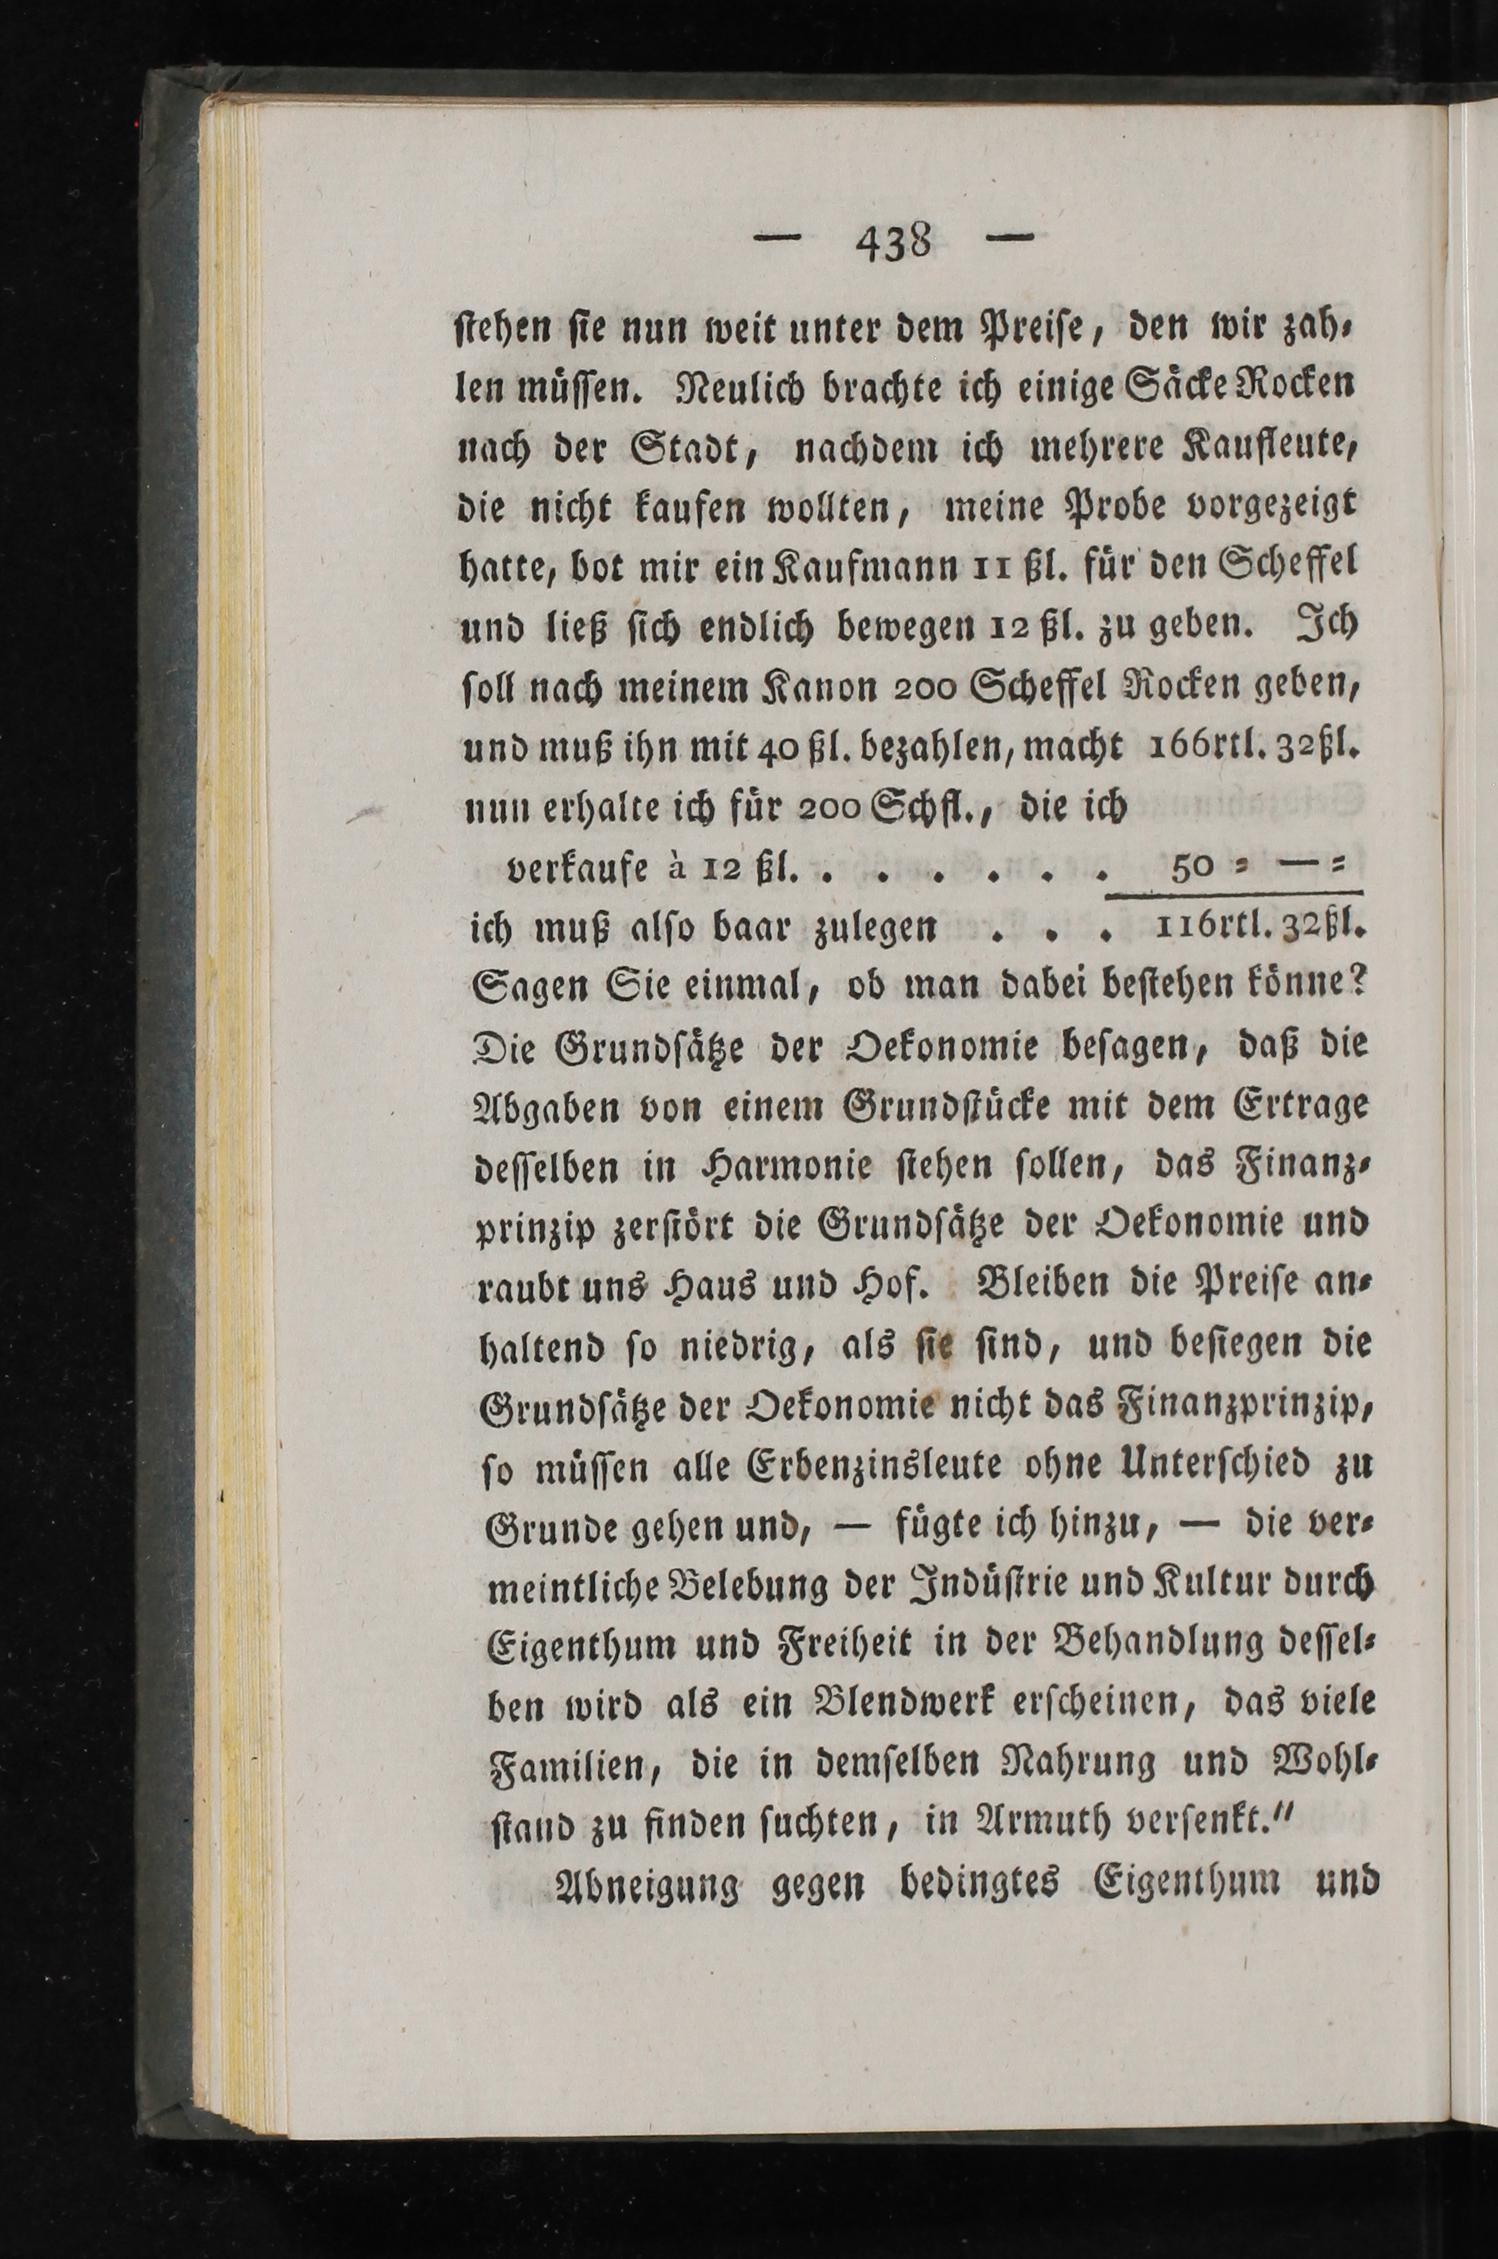 — 438 —
ſtehen ſie nun weit unter dem Preiſe, den wir zah⸗
len müſſen. Neulich brachte ich einige Säcke Rocken
nach der Stadt, nachdem ich mehrere Kaufleute,
die nicht kaufen wollten, meine Probe vorgezeigt
hatte, bot mir ein Kaufmann 11 ßl. für den Scheffel
und ließ ſich endlich bewegen 12 ßl. zu geben. Ich
ſoll nach meinem Kanon 200 Scheffel Rocken geben,
und muß ihn mit 40 ßl. bezahlen, macht 166rtl. 32ßl.
nun erhalte ich für 200 Schfl., die ich
verkaufe à 12 ßl. . . . . . . 50 ⸗ — ⸗
ich muß alſo baar zulegen . . . 116rtl. 32ßl.
Sagen Sie einmal, ob man dabei beſtehen könne?
Die Grundſätze der Oekonomie beſagen, daß die
Abgaben von einem Grundſtücke mit dem Ertrage
deſſelben in Harmonie ſtehen ſollen, das Finanz⸗
prinzip zerſtört die Grundſätze der Oekonomie und
raubt uns Haus und Hof. Bleiben die Preiſe an⸗
haltend ſo niedrig, als ſie ſind, und beſiegen die
Grundſätze der Oekonomie nicht das Finanzprinzip,
ſo müſſen alle Erbenzinsleute ohne Unterſchied zu
Grunde gehen und, — fügte ich hinzu, — die ver⸗
meintliche Belebung der Indüſtrie und Kultur durch
Eigenthum und Freiheit in der Behandlung deſſel⸗
ben wird als ein Blendwerk erſcheinen, das viele
Familien, die in demſelben Nahrung und Wohl⸗
ſtand zu finden ſuchten, in Armuth verſenkt.“
Abneigung gegen bedingtes Eigenthum und